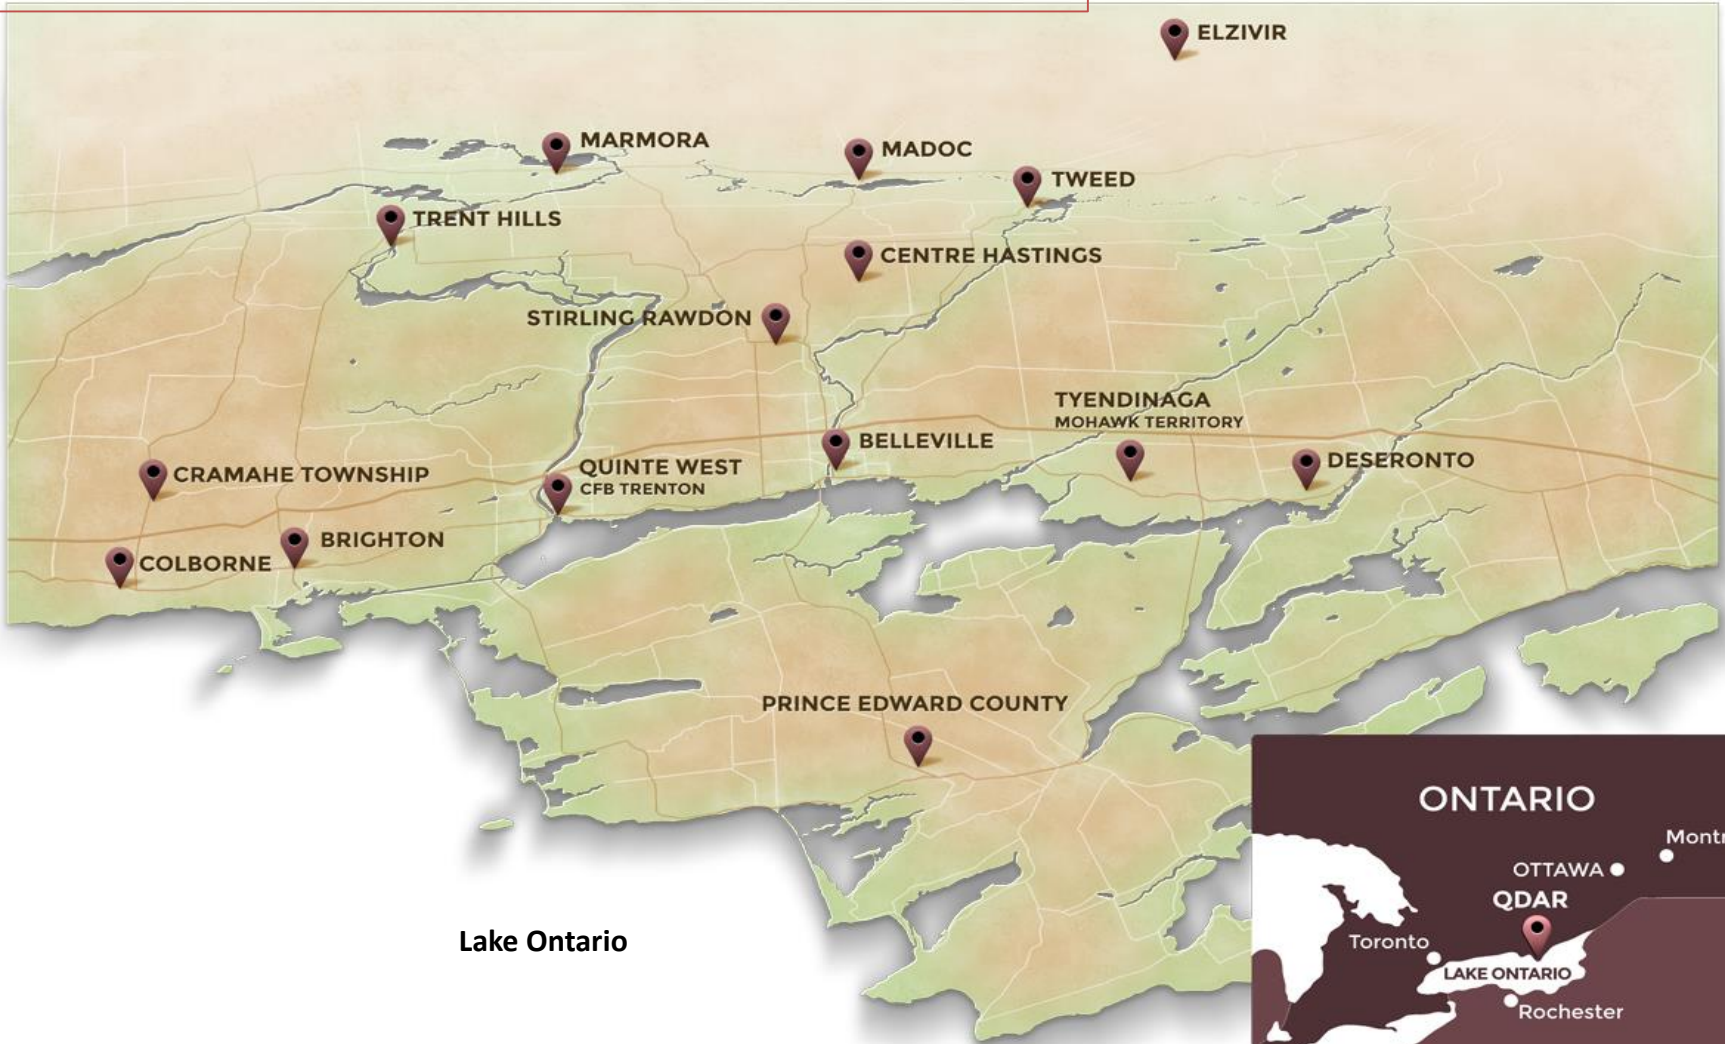 ELZIVIR
MARMORA
MADOC
TWEED
TRENT HILLS
CENTRE HASTINGS
STIRLING RAWDON
TYENDINAGA
MOHAWK TERRITORY
BELLEVILLE
DESERONTO
QUINTE WEST
CFB TRENTON
CRAMAHE TOWNSHIP
BRIGHTON
COLBORNE
PRINCE EDWARD COUNTY
Lake Ontario
ONTARIO
Montr
OTTAWA
QDAR
Toronto
LAKE ONTARIO
Rochester